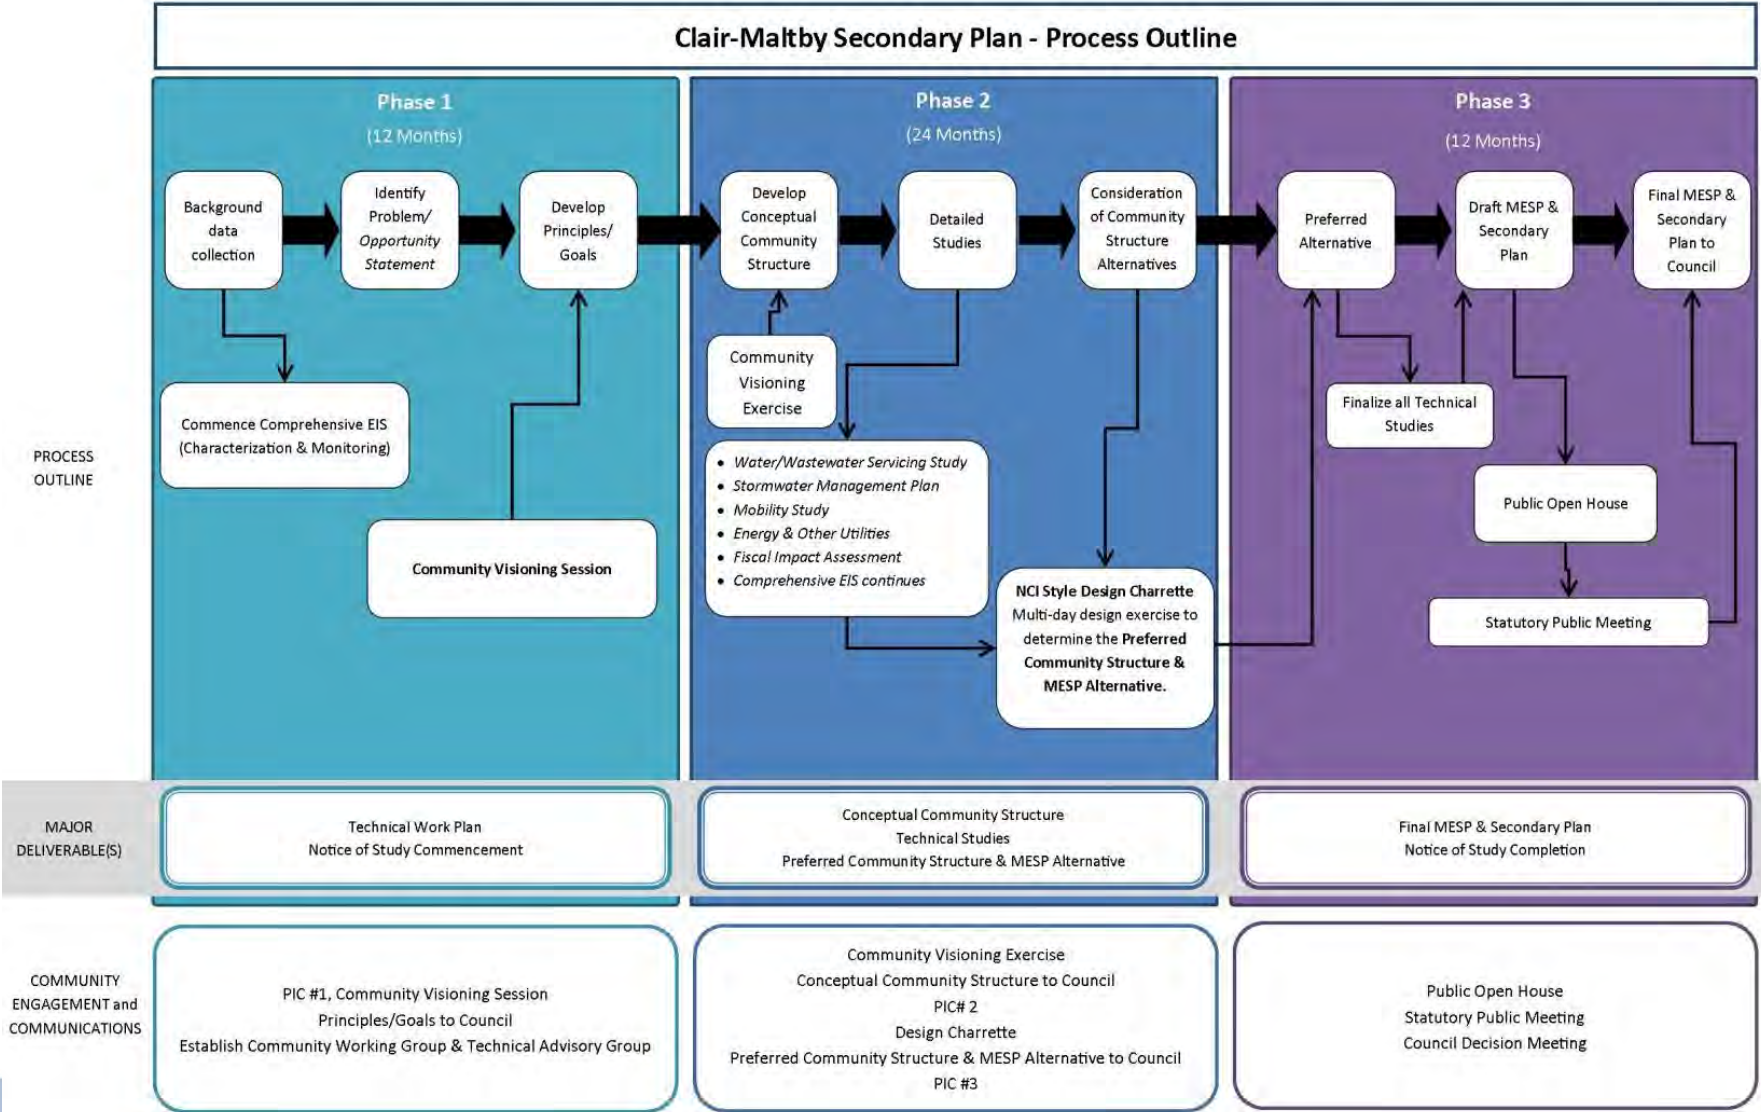 Clair-Maltby Secondary Plan - Process Outline
Phase 1
(12 Months)
Phase 2
(24 Months)
Phase 3
(12 Months)
Background
data
collection
Identify
Problem/
Opportunity
Statement
Develop
Principles/
Goals
Develop
Conceptual
Community
Structure
Detailed
Studies
Consideration
of Community
Structure
Alternatives
Preferred
Alternative
Draft MESP &
Secondary
Plan
Final MESP &
Secondary
Plan to
Council
PROCESS
OUTLINE
Commence Comprehensive EIS
(Characterization & Monitoring)
Community Visioning Session
Community
Visioning
Exercise
• Water/Wastewater Servicing Study
• Stormwater Management Plan
• Mobility Study
• Energy & Other Utilities
• Fiscal Impact Assessment
• Comprehensive EIS continues
NCI Style Design Charrette
Multi-day design exercise to
determine the Preferred
Community Structure &
MESP Alternative.
Finalize all Technical
Studies
Public Open House
Statutory Public Meeting
MAJOR
DELIVERABLE(S)
Technical Work Plan
Notice of Study Commencement
Conceptual Community Structure
Technical Studies
Preferred Community Structure & MESP Alternative
Final MESP & Secondary Plan
Notice of Study Completion
COMMUNITY
ENGAGEMENT and
COMMUNICATIONS
PIC #1, Community Visioning Session
Principles/Goals to Council
Establish Community Working Group & Technical Advisory Group
Community Visioning Exercise
Conceptual Community Structure to Council
PIC# 2
Design Charrette
Preferred Community Structure & MESP Alternative to Council
PIC #3
Public Open House
Statutory Public Meeting
Council Decision Meeting